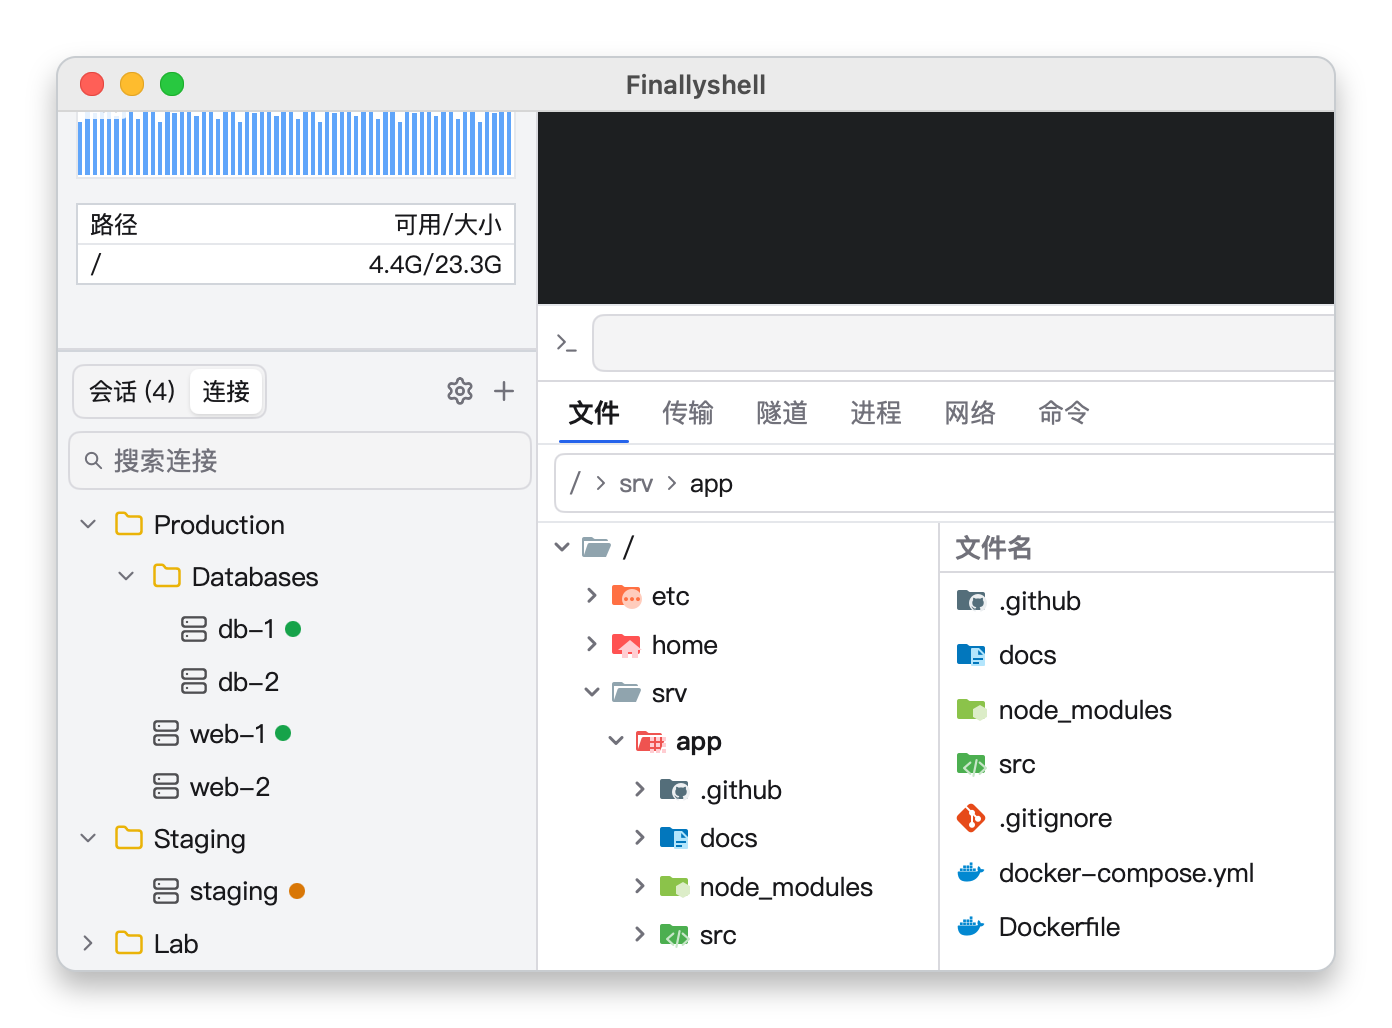 Finallyshell
路径 可用/大小
/ 4.4G/23.3G
会话 (4) 连接
搜索连接
Production
Databases
db-1
db-2
web-1
web-2
Staging
staging
Lab
>_
文件 传输 隧道 进程 网络 命令
/ > srv > app
/
etc
home
srv
app
.github
docs
node_modules
src
文件名
.github
docs
node_modules
src
.gitignore
docker-compose.yml
Dockerfile